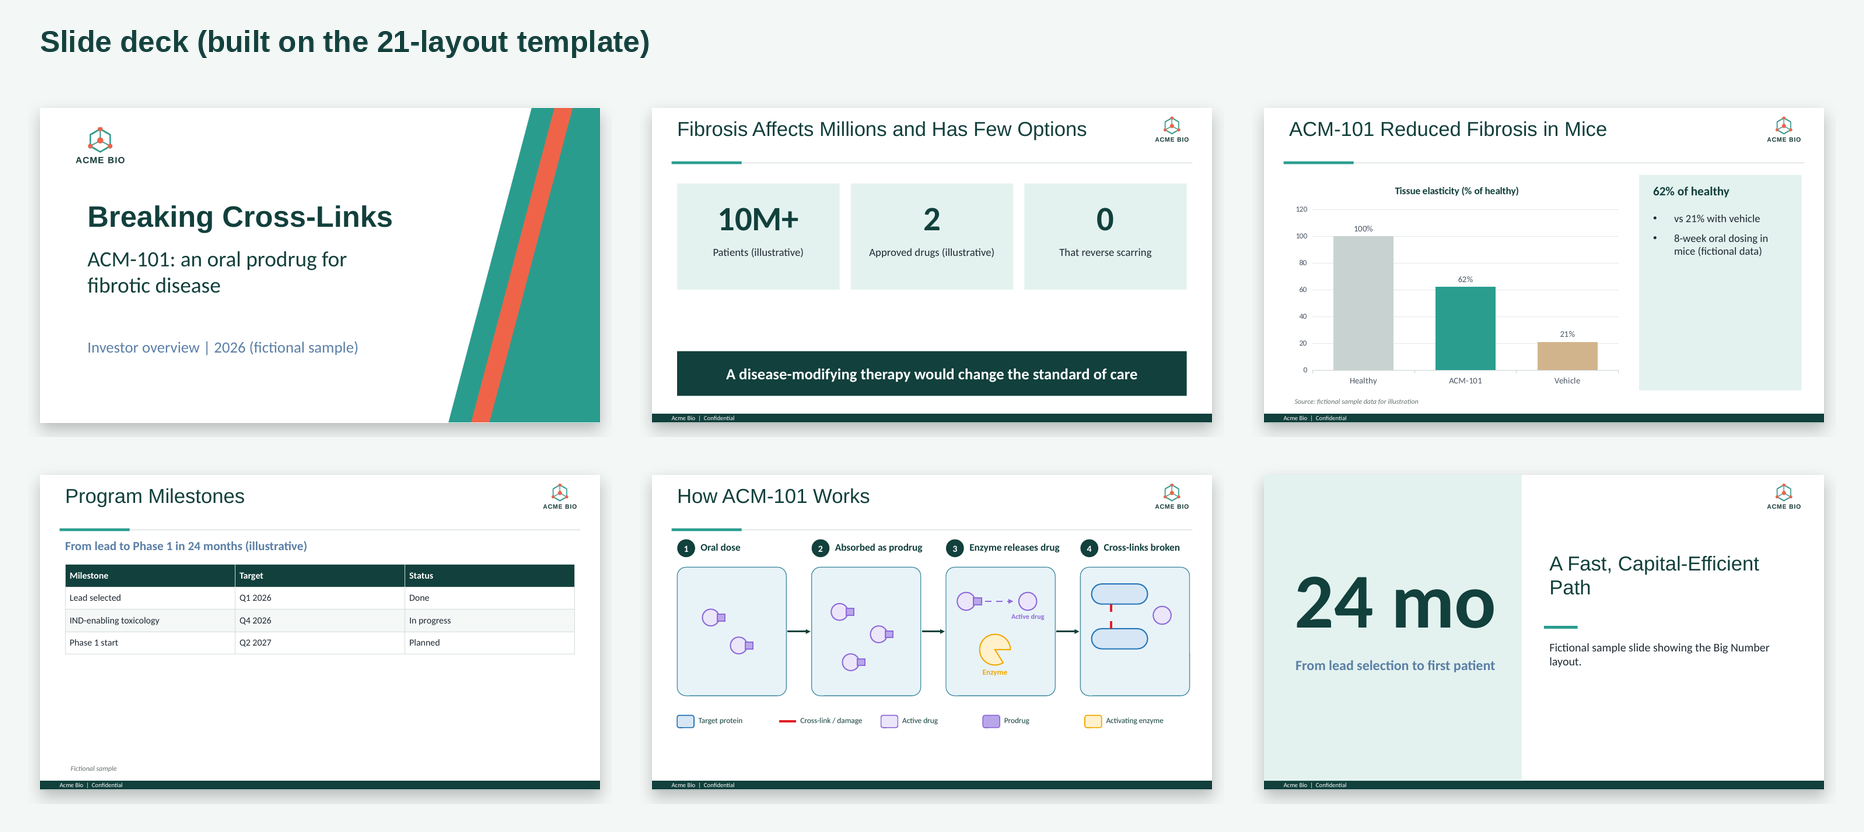 Slide deck (built on the 21-layout template)
ACME BIO
Breaking Cross-Links
ACM-101: an oral prodrug for
fibrotic disease
Investor overview | 2026 (fictional sample)
Fibrosis Affects Millions and Has Few Options
ACME BIO
10M+
Patients (illustrative)
2
Approved drugs (illustrative)
0
That reverse scarring
A disease-modifying therapy would change the standard of care
Acme Bio | Confidential
ACM-101 Reduced Fibrosis in Mice
ACME BIO
Tissue elasticity (% of healthy)
120
100
80
60
40
20
0
100%
62%
21%
Healthy
ACM-101
Vehicle
Source: fictional sample data for illustration
62% of healthy
• vs 21% with vehicle
• 8-week oral dosing in
mice (fictional data)
Acme Bio | Confidential
Program Milestones
ACME BIO
From lead to Phase 1 in 24 months (illustrative)
Milestone Target Status
Lead selected Q1 2026 Done
IND-enabling toxicology Q4 2026 In progress
Phase 1 start Q2 2027 Planned
Fictional sample
Acme Bio | Confidential
How ACM-101 Works
ACME BIO
1 Oral dose
2 Absorbed as prodrug
3 Enzyme releases drug
4 Cross-links broken
Active drug
Enzyme
Target protein
Cross-link / damage
Active drug
Prodrug
Activating enzyme
Acme Bio | Confidential
24 mo
From lead selection to first patient
ACME BIO
A Fast, Capital-Efficient
Path
Fictional sample slide showing the Big Number
layout.
Acme Bio | Confidential